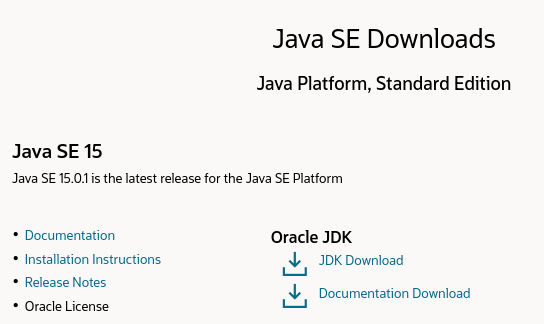 Java SE Downloads
Java Platform, Standard Edition
Java SE 15
Java SE 15.0.1 is the latest release for the Java SE Platform
• Documentation
• Installation Instructions
• Release Notes
• Oracle License
Oracle JDK
JDK Download
Documentation Download